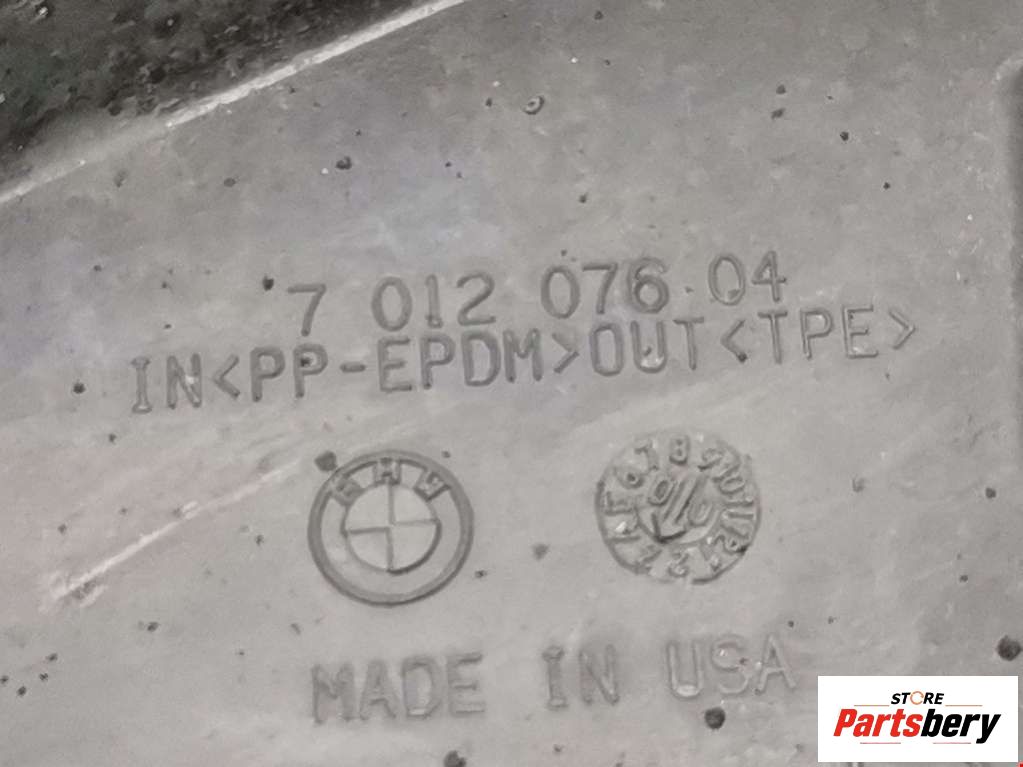 7 012 076 04
IN<PP-EPDM>OUT<TPE>
BMW
MADE IN USA
STORE
Partsbery